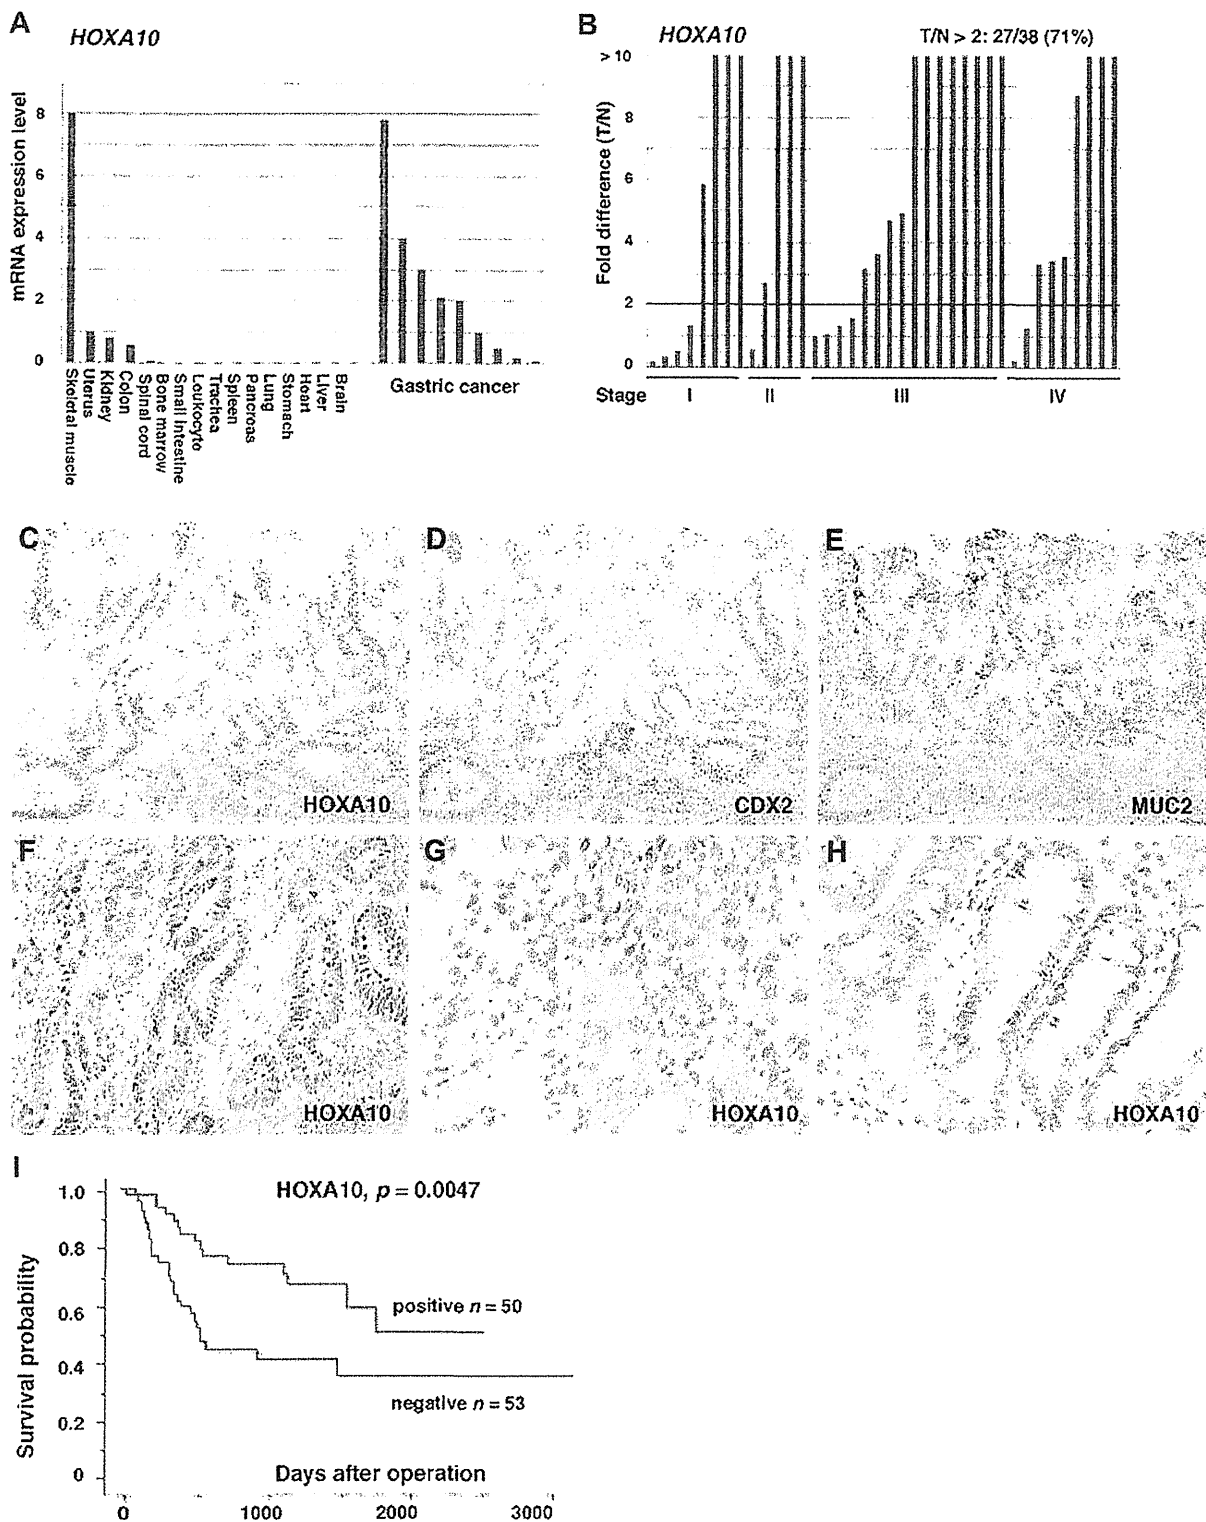 A
HOXA10
mRNA expression level
8
6
4
2
0
Skeletal muscle
Uterus
Kidney
Colon
Spinal cord
Bone marrow
Small intestine
Leukocyte
Trachea
Spleen
Pancreas
Lung
Stomach
Heart
Liver
Brain
Gastric cancer
B
HOXA10
T/N > 2: 27/38 (71%)
Fold difference (T/N)
> 10
8
6
4
2
0
Stage
I
II
III
IV
C
HOXA10
D
CDX2
E
MUC2
F
HOXA10
G
HOXA10
H
HOXA10
I
HOXA10, p = 0.0047
Survival probability
1.0
0.8
0.6
0.4
0.2
0
positive n = 50
negative n = 53
Days after operation
0
1000
2000
3000